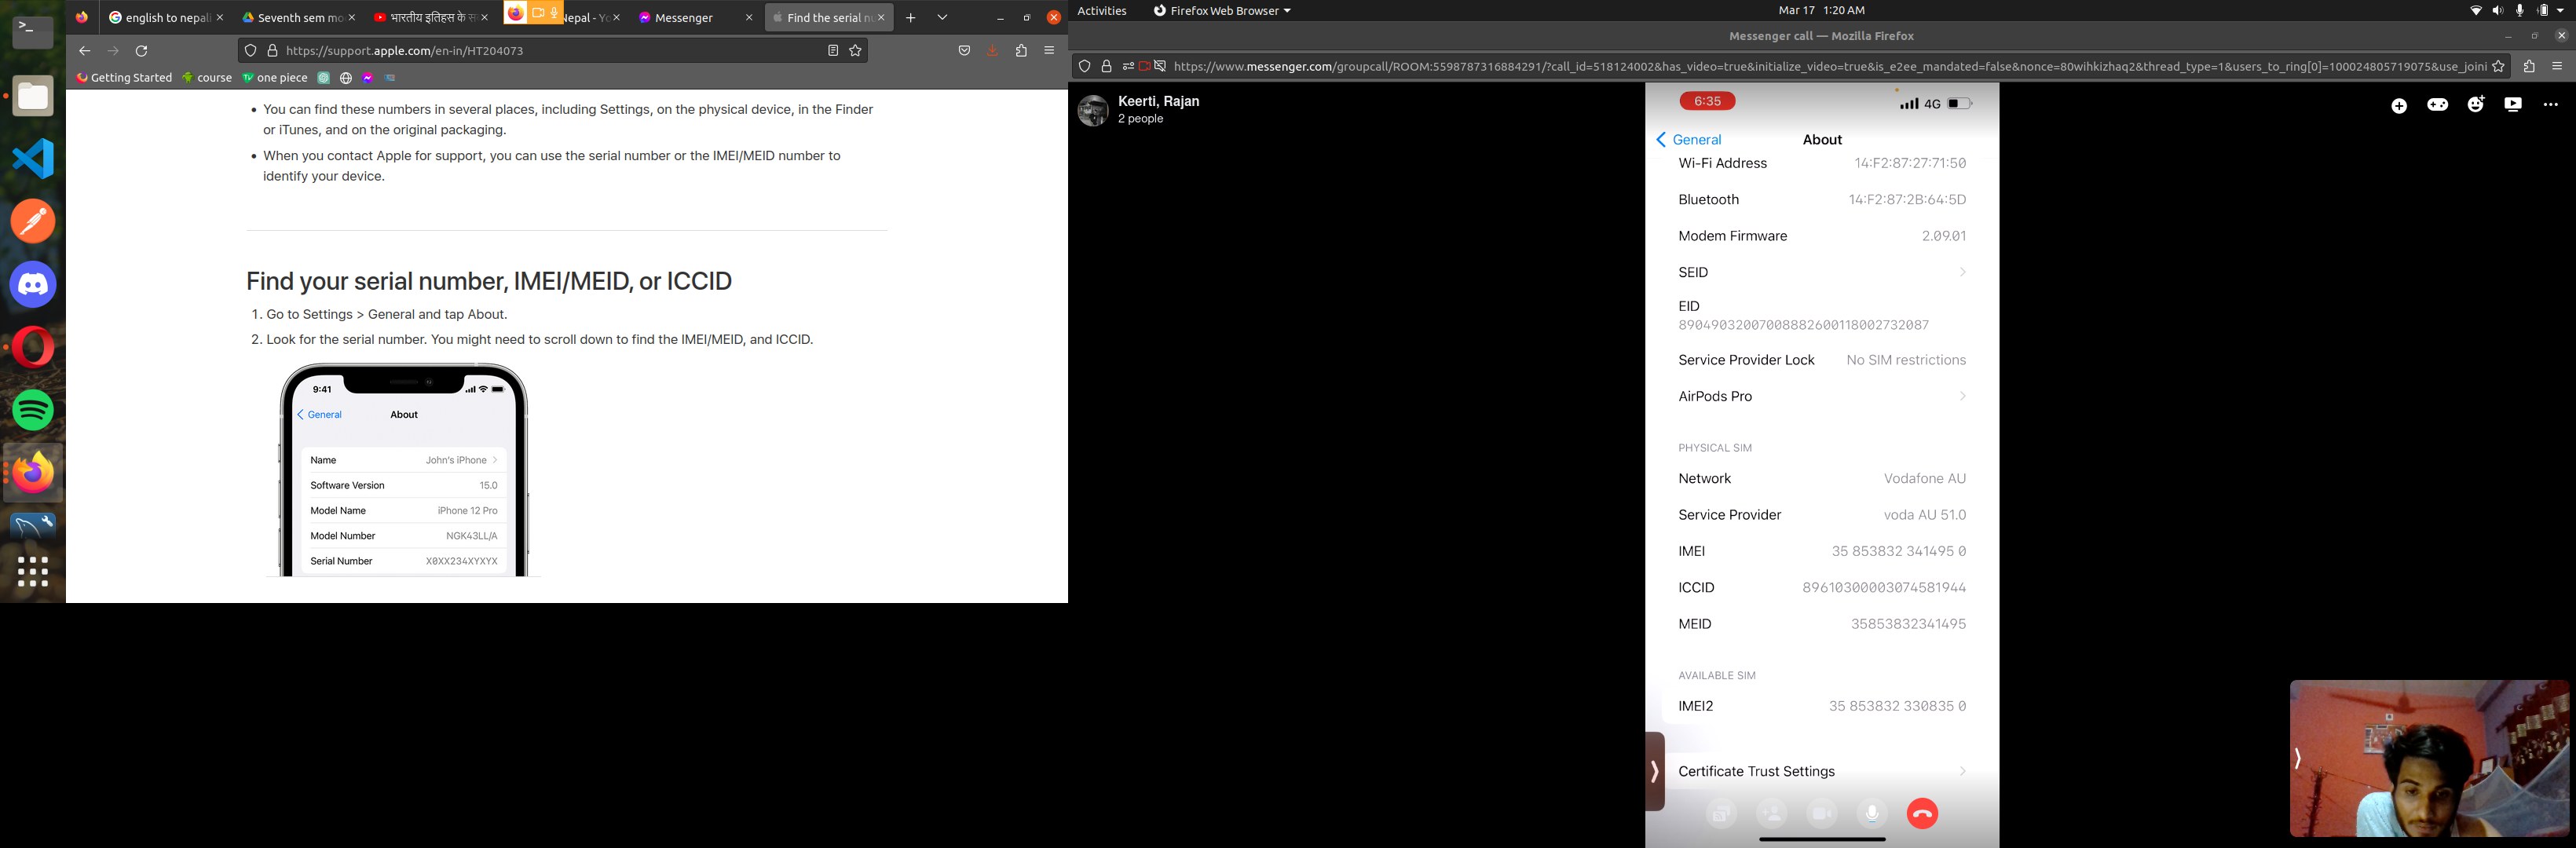 english to nepali
Seventh sem mo
भारतीय इतिहास के स
Nepal - Yo
Messenger
Find the serial nu
https://support.apple.com/en-in/HT204073
Getting Started
course
one piece
You can find these numbers in several places, including Settings, on the physical device, in the Finder
or iTunes, and on the original packaging.
When you contact Apple for support, you can use the serial number or the IMEI/MEID number to
identify your device.
Find your serial number, IMEI/MEID, or ICCID
1. Go to Settings > General and tap About.
2. Look for the serial number. You might need to scroll down to find the IMEI/MEID, and ICCID.
9:41
General About
Name John's iPhone
Software Version 15.0
Model Name iPhone 12 Pro
Model Number NGK43LL/A
Serial Number X0XX234XYXYX
Activities Firefox Web Browser Mar 17 1:20 AM
Messenger call — Mozilla Firefox
https://www.messenger.com/groupcall/ROOM:5598787316884291/?call_id=518124002&has_video=true&initialize_video=true&is_e2ee_mandated=false&nonce=80wihkizhaq2&thread_type=1&users_to_ring[0]=100024805719075&use_joini
Keerti, Rajan
2 people
6:35 4G
General About
Wi-Fi Address 14:F2:87:27:71:50
Bluetooth 14:F2:87:2B:64:5D
Modem Firmware 2.09.01
SEID
EID
89049032007008882600118002732087
Service Provider Lock No SIM restrictions
AirPods Pro
PHYSICAL SIM
Network Vodafone AU
Service Provider voda AU 51.0
IMEI 35 853832 341495 0
ICCID 89610300003074581944
MEID 35853832341495
AVAILABLE SIM
IMEI2 35 853832 330835 0
Certificate Trust Settings